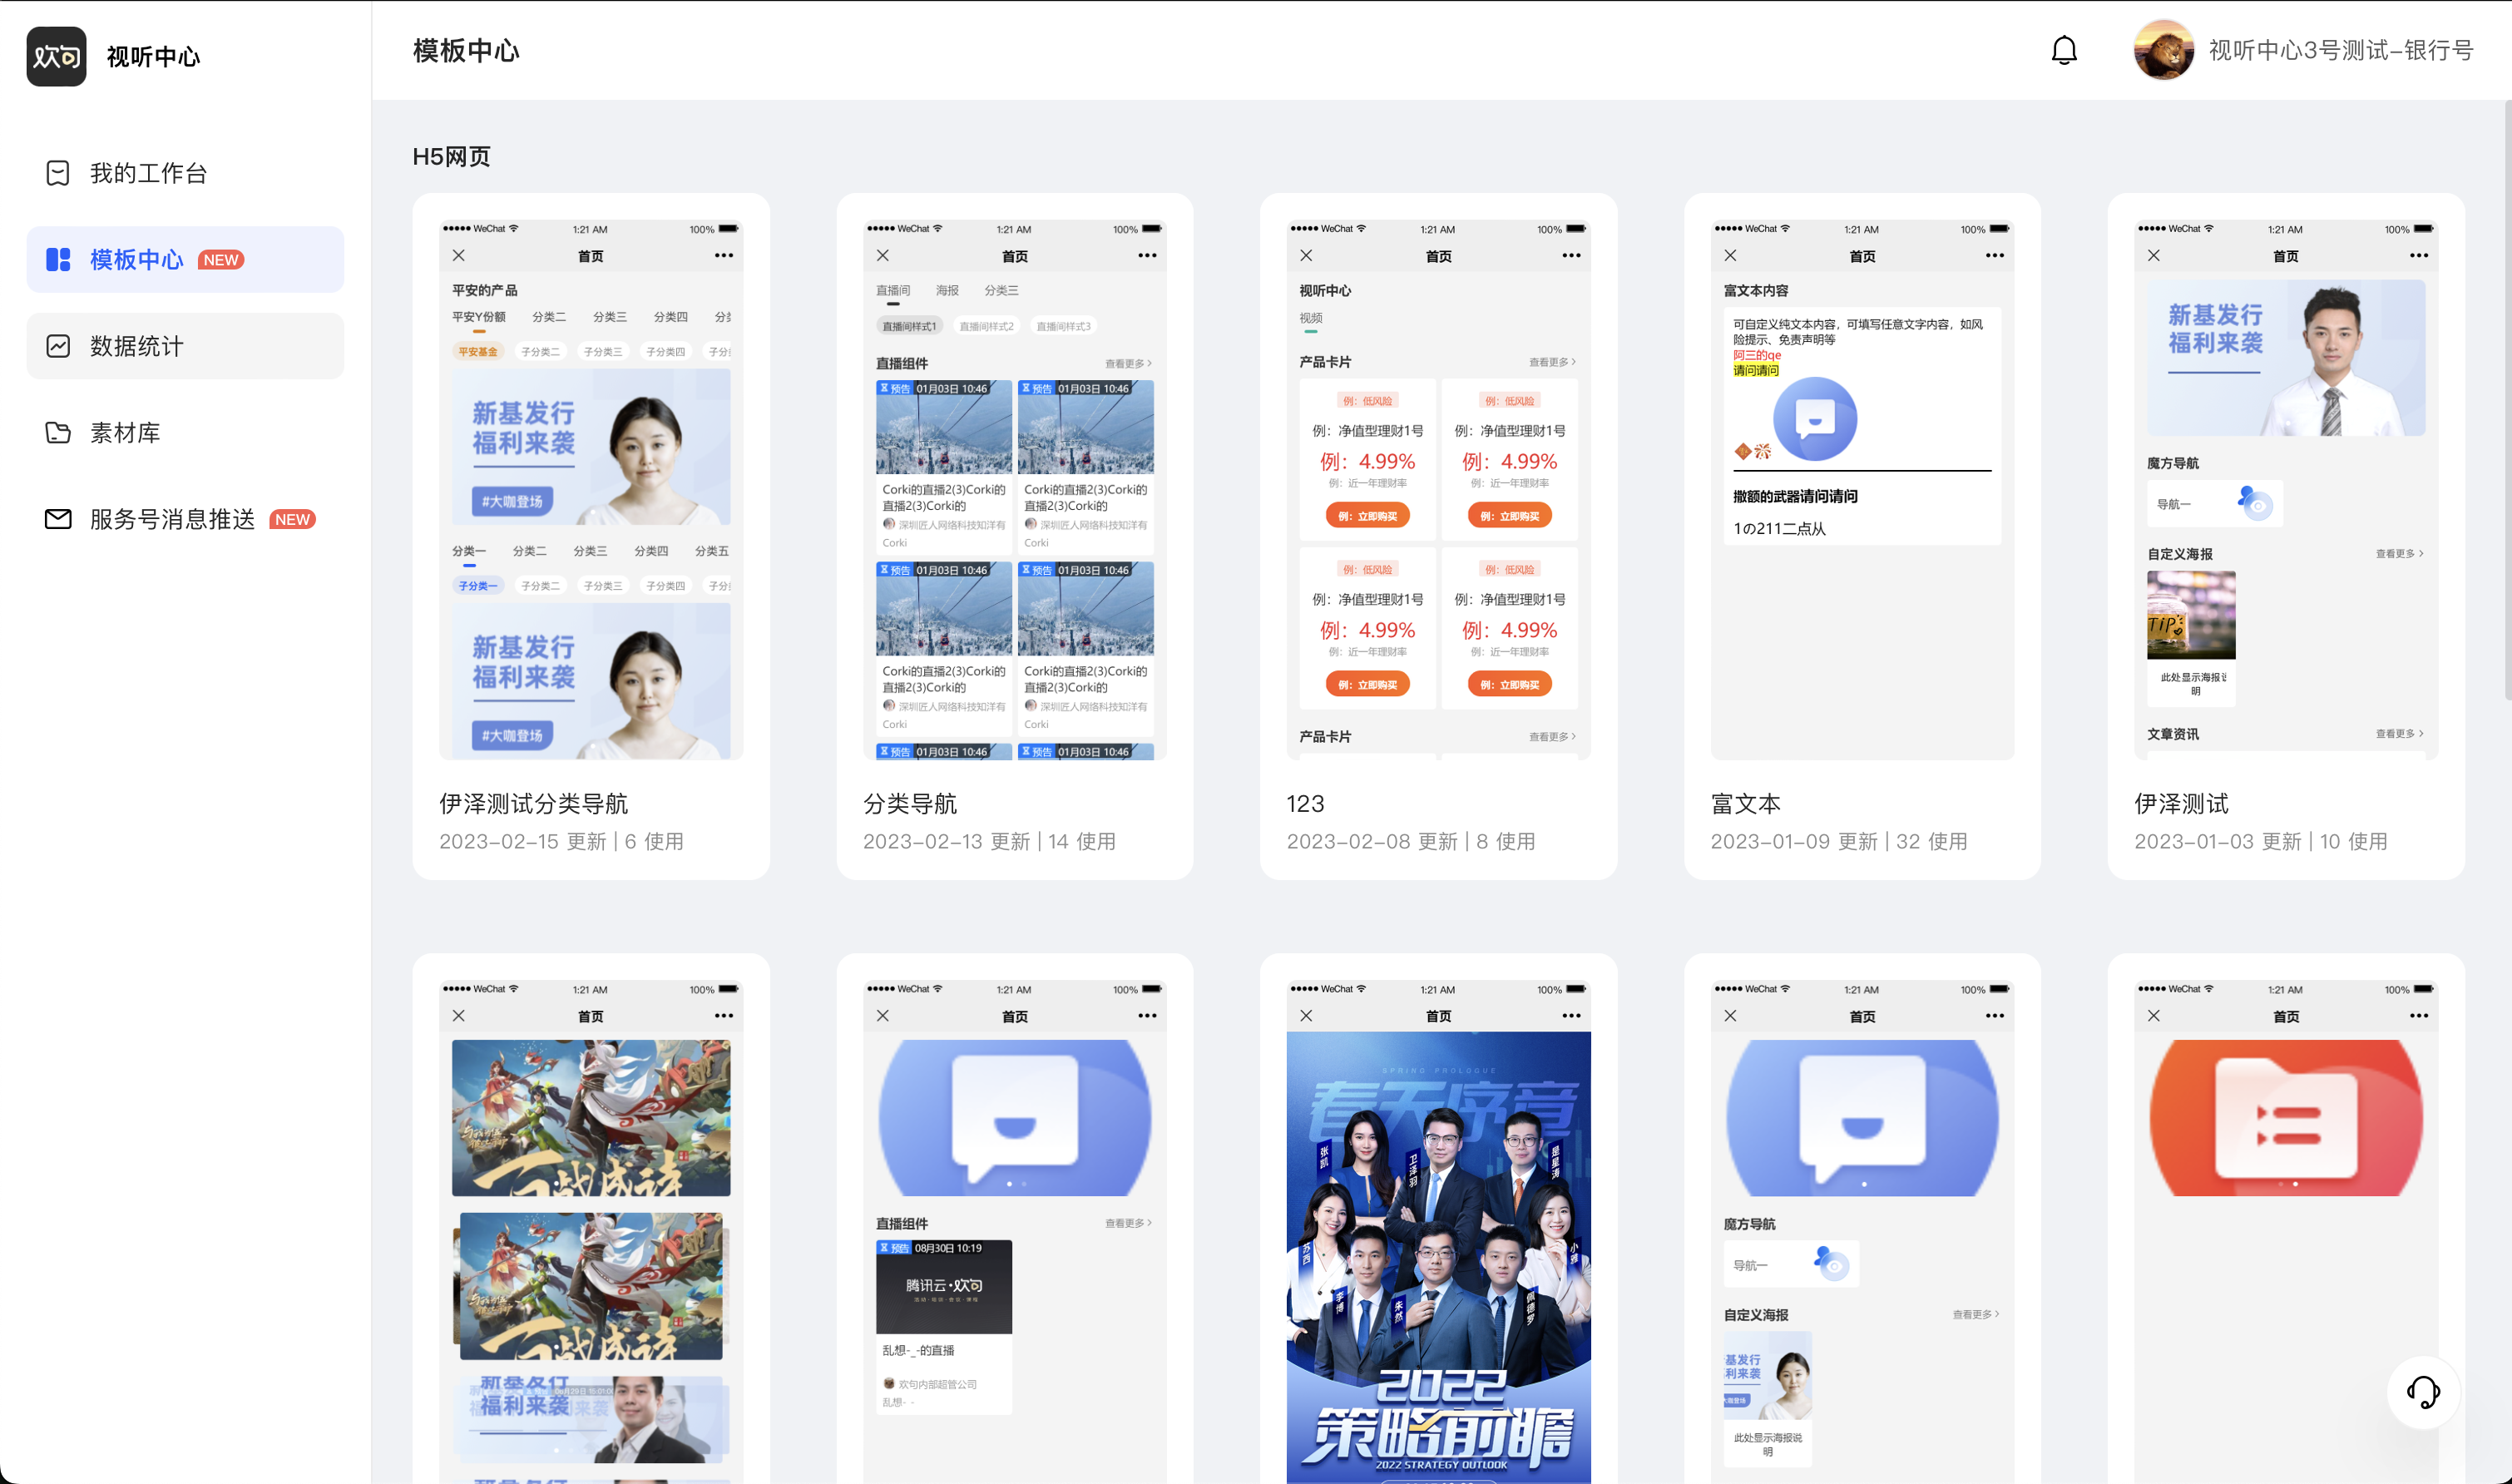 欢句 视听中心
模板中心
视听中心3号测试-银行号
我的工作台
模板中心 NEW
数据统计
素材库
服务号消息推送 NEW
H5网页
WeChat 1:21 AM 100%
首页
平安的产品
平安Y份额 分类二 分类三 分类四
平安基金 子分类二 子分类三 子分类四
新基发行
福利来袭
#大咖登场
分类一 分类二 分类三 分类四 分类五
子分类一 子分类二 子分类三 子分类四
新基发行
福利来袭
#大咖登场
伊泽测试分类导航
2023-02-15 更新 | 6 使用
WeChat 1:21 AM 100%
首页
直播间 海报 分类三
直播间样式1 直播间样式2 直播间样式3
直播组件 查看更多
预告 01月03日 10:46 预告 01月03日 10:46
Corki的直播2(3)Corki的 Corki的直播2(3)Corki的
直播2(3)Corki的 直播2(3)Corki的
深圳匠人网络科技知洋有 深圳匠人网络科技知洋有
Corki Corki
预告 01月03日 10:46 预告 01月03日 10:46
Corki的直播2(3)Corki的 Corki的直播2(3)Corki的
直播2(3)Corki的 直播2(3)Corki的
深圳匠人网络科技知洋有 深圳匠人网络科技知洋有
Corki Corki
预告 01月03日 10:46 预告 01月03日 10:46
分类导航
2023-02-13 更新 | 14 使用
WeChat 1:21 AM 100%
首页
视听中心
视频
产品卡片 查看更多
例：低风险 例：低风险
例：净值型理财1号 例：净值型理财1号
例：4.99% 例：4.99%
例：近一年理财率 例：近一年理财率
例：立即购买 例：立即购买
例：低风险 例：低风险
例：净值型理财1号 例：净值型理财1号
例：4.99% 例：4.99%
例：近一年理财率 例：近一年理财率
例：立即购买 例：立即购买
产品卡片 查看更多
123
2023-02-08 更新 | 8 使用
WeChat 1:21 AM 100%
首页
富文本内容
可自定义纯文本内容，可填写任意文字内容，如风
险提示、免责声明等
阿三的qe
请问请问
撒额的武器请问请问
1の211二点从
富文本
2023-01-09 更新 | 32 使用
WeChat 1:21 AM 100%
首页
新基发行
福利来袭
魔方导航
导航一
自定义海报 查看更多
TiP:
此处显示海报说
明
文章资讯 查看更多
伊泽测试
2023-01-03 更新 | 10 使用
WeChat 1:21 AM 100%
首页
百战成诗
百战成诗
新基发行
福利来袭
WeChat 1:21 AM 100%
首页
直播组件 查看更多
预告 08月30日 10:19
腾讯云·欢句
乱想-_-的直播
欢句内部超管公司
乱想- -
WeChat 1:21 AM 100%
首页
SPRING PROLOGUE
春天序章
张凯
卫泽羽
是星涛
苏西
李博
朱然
佩德罗
小雅
2022
策略前瞻
2022 STRATEGY OUTLOOK
WeChat 1:21 AM 100%
首页
魔方导航
导航一
自定义海报 查看更多
基发行
利来袭
此处显示海报说
明
WeChat 1:21 AM 100%
首页